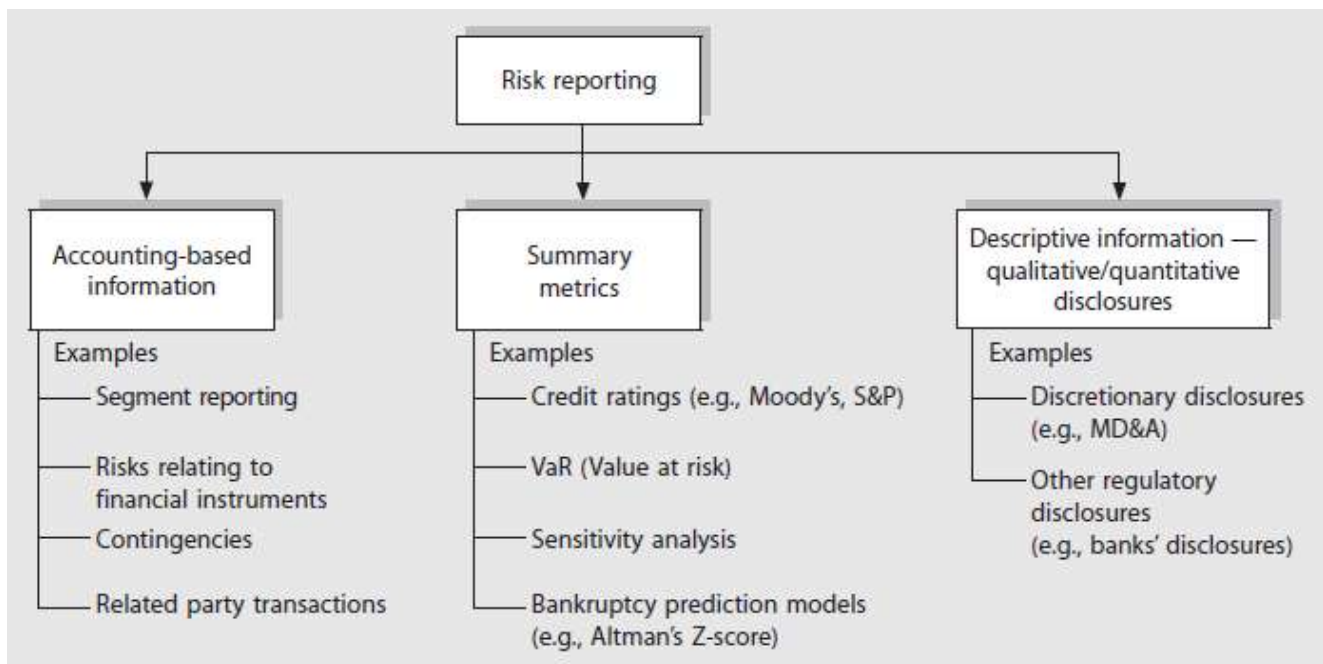 Risk reporting
Accounting-based
information
Examples
Segment reporting
Risks relating to
financial instruments
Contingencies
Related party transactions
Summary
metrics
Examples
Credit ratings (e.g., Moody's, S&P)
VaR (Value at risk)
Sensitivity analysis
Bankruptcy prediction models
(e.g., Altman's Z-score)
Descriptive information —
qualitative/quantitative
disclosures
Examples
Discretionary disclosures
(e.g., MD&A)
Other regulatory
disclosures
(e.g., banks' disclosures)